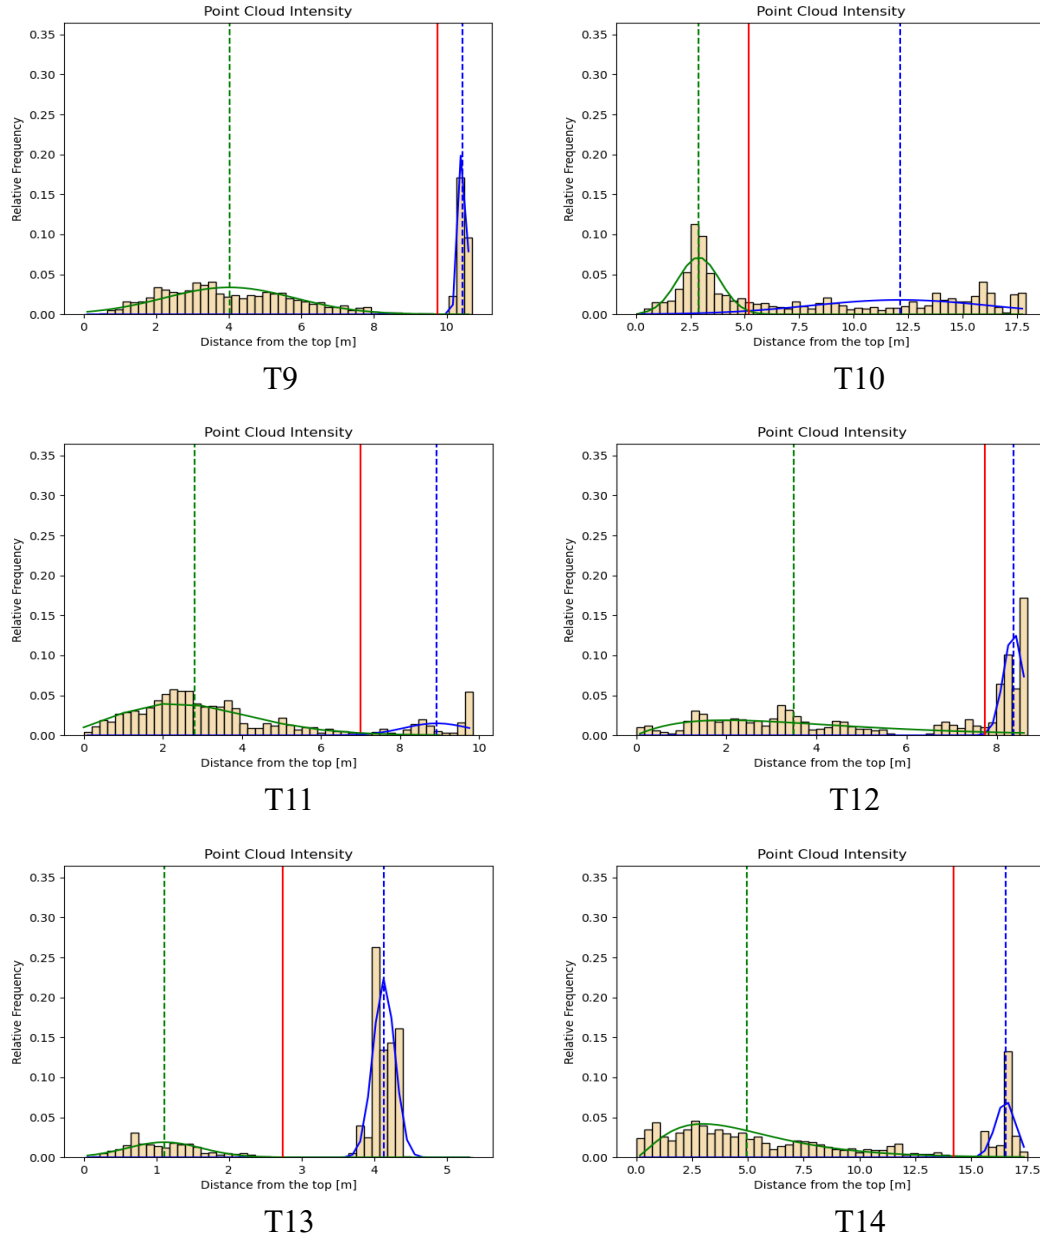 Point Cloud Intensity
Point Cloud Intensity
Relative Frequency
0.35
0.30
0.25
0.20
0.15
0.10
0.05
0.00
0 2 4 6 8 10
Distance from the top [m]
T9
Relative Frequency
0.35
0.30
0.25
0.20
0.15
0.10
0.05
0.00
0.0 2.5 5.0 7.5 10.0 12.5 15.0 17.5
Distance from the top [m]
T10
Point Cloud Intensity
Relative Frequency
0.35
0.30
0.25
0.20
0.15
0.10
0.05
0.00
0 2 4 6 8 10
Distance from the top [m]
T11
Point Cloud Intensity
Relative Frequency
0.35
0.30
0.25
0.20
0.15
0.10
0.05
0.00
0 2 4 6 8
Distance from the top [m]
T12
Point Cloud Intensity
Relative Frequency
0.35
0.30
0.25
0.20
0.15
0.10
0.05
0.00
0 1 2 3 4 5
Distance from the top [m]
T13
Point Cloud Intensity
Relative Frequency
0.35
0.30
0.25
0.20
0.15
0.10
0.05
0.00
0.0 2.5 5.0 7.5 10.0 12.5 15.0 17.5
Distance from the top [m]
T14